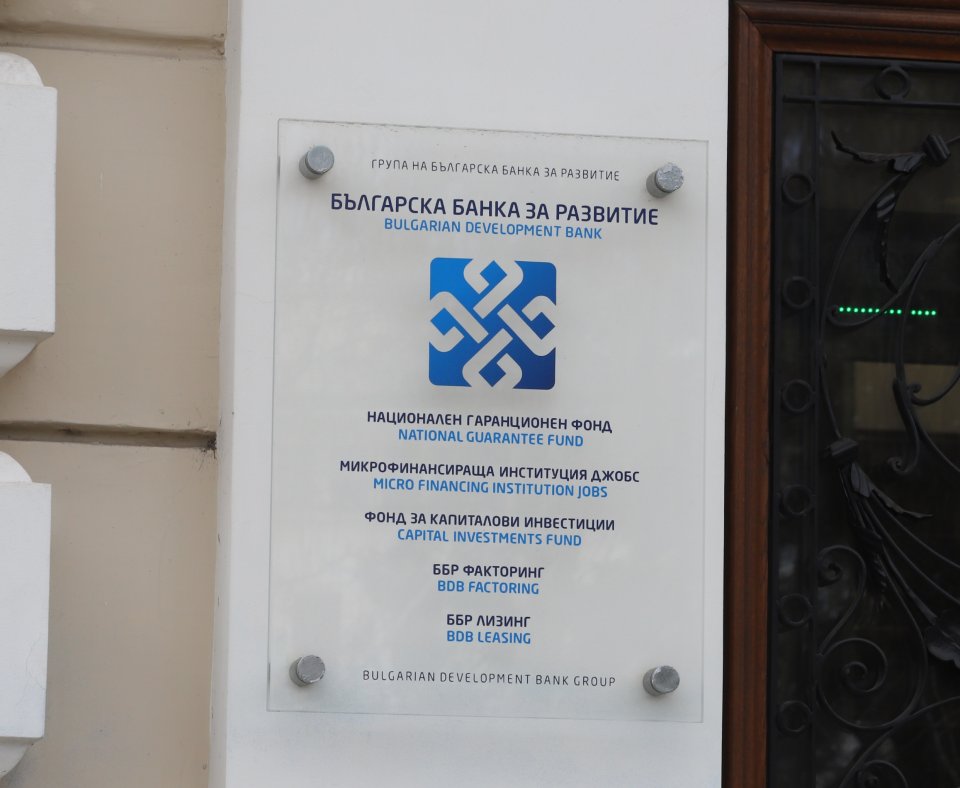 ГРУПА НА БЪЛГАРСКА БАНКА ЗА РАЗВИТИЕ
БЪЛГАРСКА БАНКА ЗА РАЗВИТИЕ
BULGARIAN DEVELOPMENT BANK
НАЦИОНАЛЕН ГАРАНЦИОНЕН ФОНД
NATIONAL GUARANTEE FUND
МИКРОФИНАНСИРАЩА ИНСТИТУЦИЯ ДЖОБС
MICRO FINANCING INSTITUTION JOBS
ФОНД ЗА КАПИТАЛОВИ ИНВЕСТИЦИИ
CAPITAL INVESTMENTS FUND
ББР ФАКТОРИНГ
BDB FACTORING
ББР ЛИЗИНГ
BDB LEASING
BULGARIAN DEVELOPMENT BANK GROUP